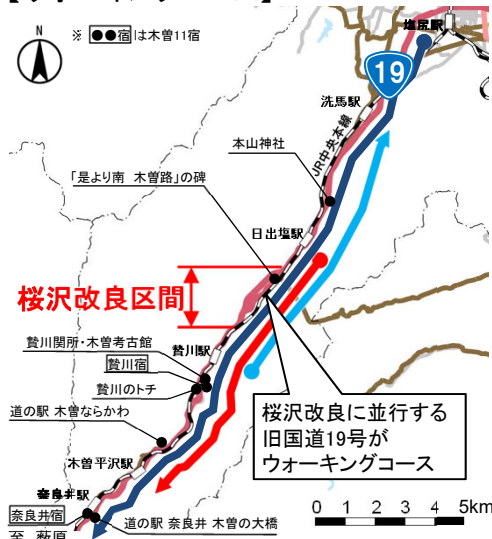 ※ ●●宿は木曽11宿
N
塩尻駅
19
洗馬駅
JR中央本線
本山神社
「是より南 木曽路」の碑
日出塩駅
桜沢改良区間
贄川関所・木曽考古館
贄川駅
贄川宿
贄川のトチ
道の駅 木曽ならかわ
桜沢改良に並行する
旧国道19号が
ウォーキングコース
木曽平沢駅
奈良井駅
奈良井宿
道の駅 奈良井 木曽の大橋
0 1 2 3 4 5km